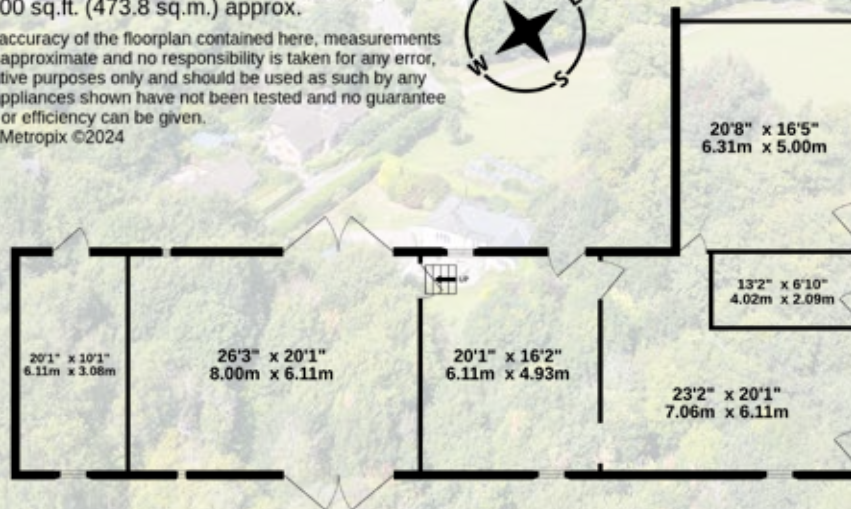 00 sq.ft. (473.8 sq.m.) approx.
accuracy of the floorplan contained here, measurements
approximate and no responsibility is taken for any error,
tive purposes only and should be used as such by any
ppliances shown have not been tested and no guarantee
or efficiency can be given.
Metropix ©2024
W
S
20'8" x 16'5"
6.31m x 5.00m
UP
13'2" x 6'10"
4.02m x 2.09m
20'1" x 10'1"
6.11m x 3.08m
26'3" x 20'1"
8.00m x 6.11m
20'1" x 16'2"
6.11m x 4.93m
23'2" x 20'1"
7.06m x 6.11m